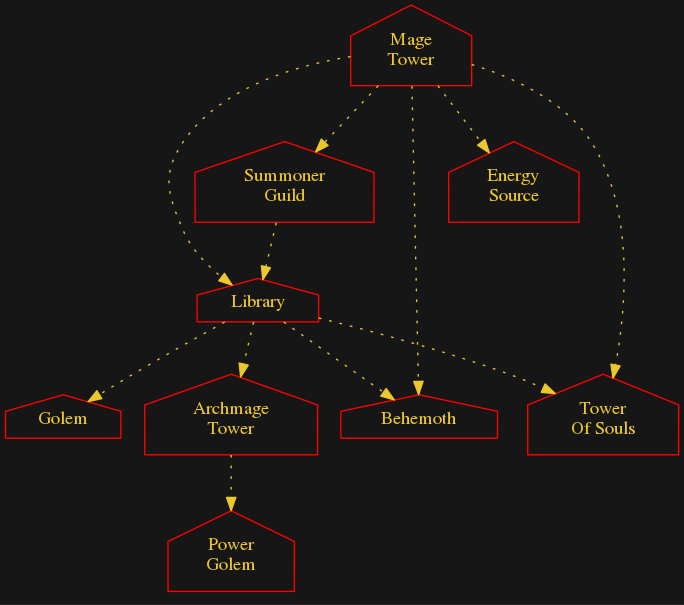 Mage
Tower
Summoner
Guild
Energy
Source
Library
Golem
Archmage
Tower
Behemoth
Tower
Of Souls
Power
Golem